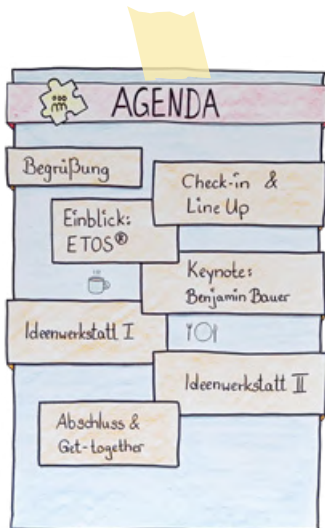 AGENDA
Begrüßung
Check-in &
Line Up
Einblick:
ETOS®
Keynote:
Benjamin Bauer
Ideenwerkstatt I
Ideenwerkstatt II
Abschluss &
Get-together